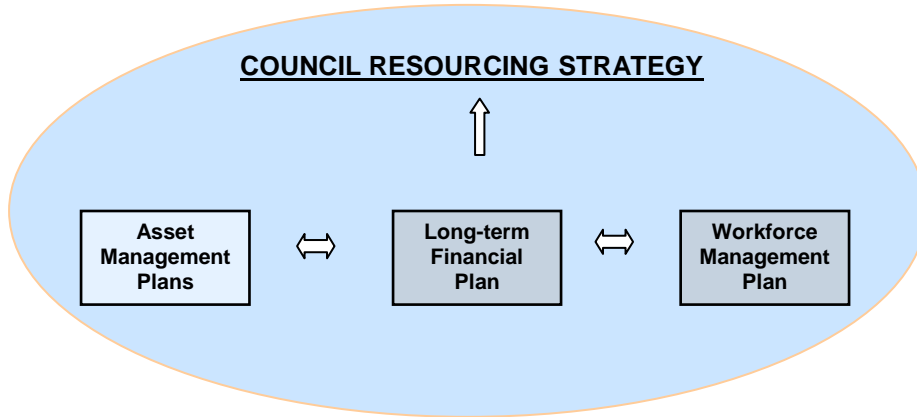 COUNCIL RESOURCING STRATEGY
Asset
Management
Plans
Long-term
Financial
Plan
Workforce
Management
Plan